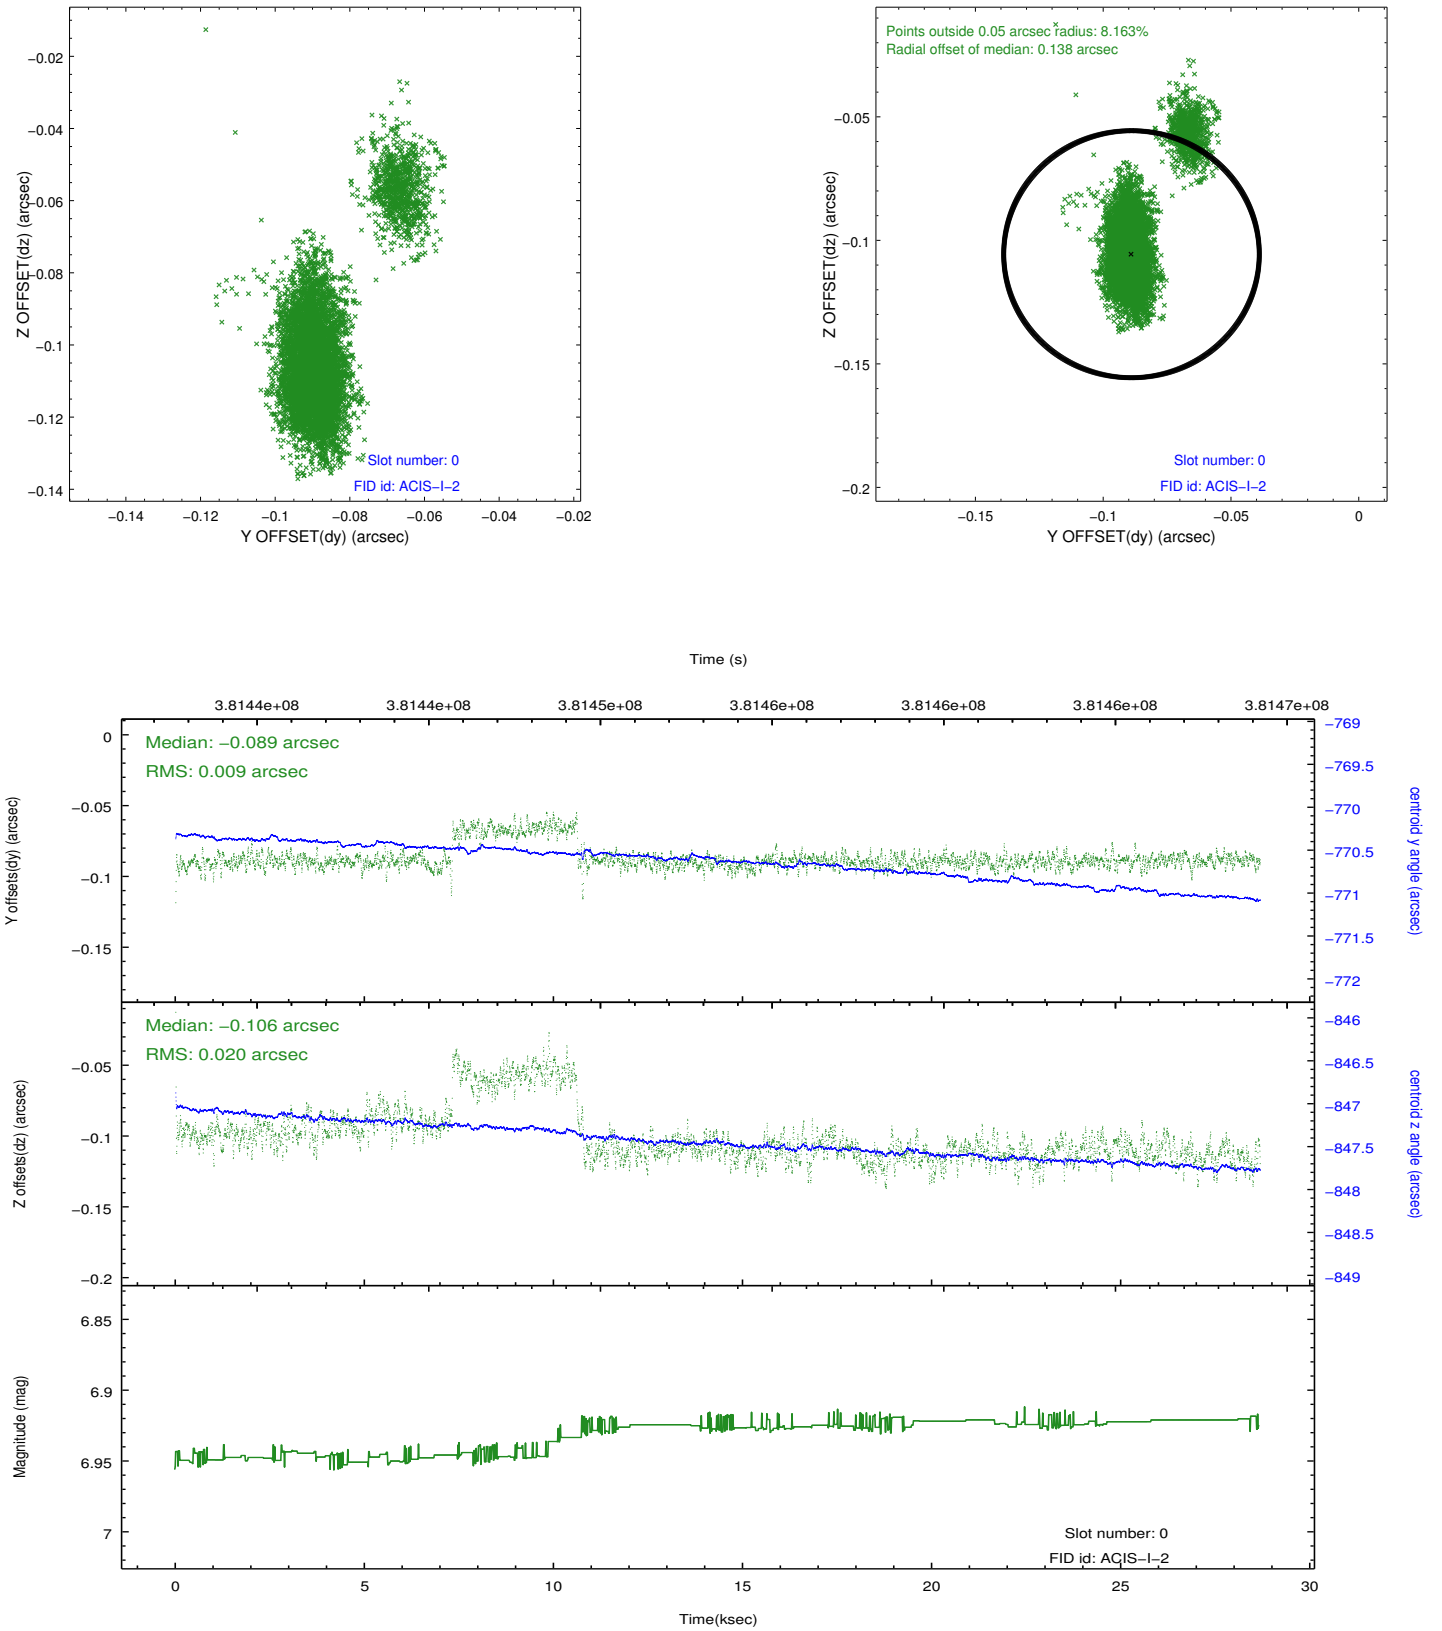 −0.02
−0.04
−0.06
−0.08
−0.1
−0.12
−0.14
Z OFFSET(dz) (arcsec)
Slot number: 0
FID id: ACIS−I−2
−0.14 −0.12 −0.1 −0.08 −0.06 −0.04 −0.02
Y OFFSET(dy) (arcsec)
Points outside 0.05 arcsec radius: 8.163%
Radial offset of median: 0.138 arcsec
−0.05
−0.1
−0.15
−0.2
Z OFFSET(dz) (arcsec)
Slot number: 0
FID id: ACIS−I−2
−0.15 −0.1 −0.05 0
Y OFFSET(dy) (arcsec)
Time (s)
3.8144e+08 3.8144e+08 3.8145e+08 3.8146e+08 3.8146e+08 3.8146e+08 3.8147e+08
Median: −0.089 arcsec
RMS: 0.009 arcsec
0
−0.05
−0.1
−0.15
Y offsets(dy) (arcsec)
−769
−769.5
−770
−770.5
−771
−771.5
−772
centroid y angle (arcsec)
Median: −0.106 arcsec
RMS: 0.020 arcsec
−0.05
−0.1
−0.15
−0.2
Z offsets(dz) (arcsec)
−846
−846.5
−847
−847.5
−848
−848.5
−849
centroid z angle (arcsec)
6.85
6.9
6.95
7
Magnitude (mag)
Slot number: 0
FID id: ACIS−I−2
0 5 10 15 20 25 30
Time(ksec)